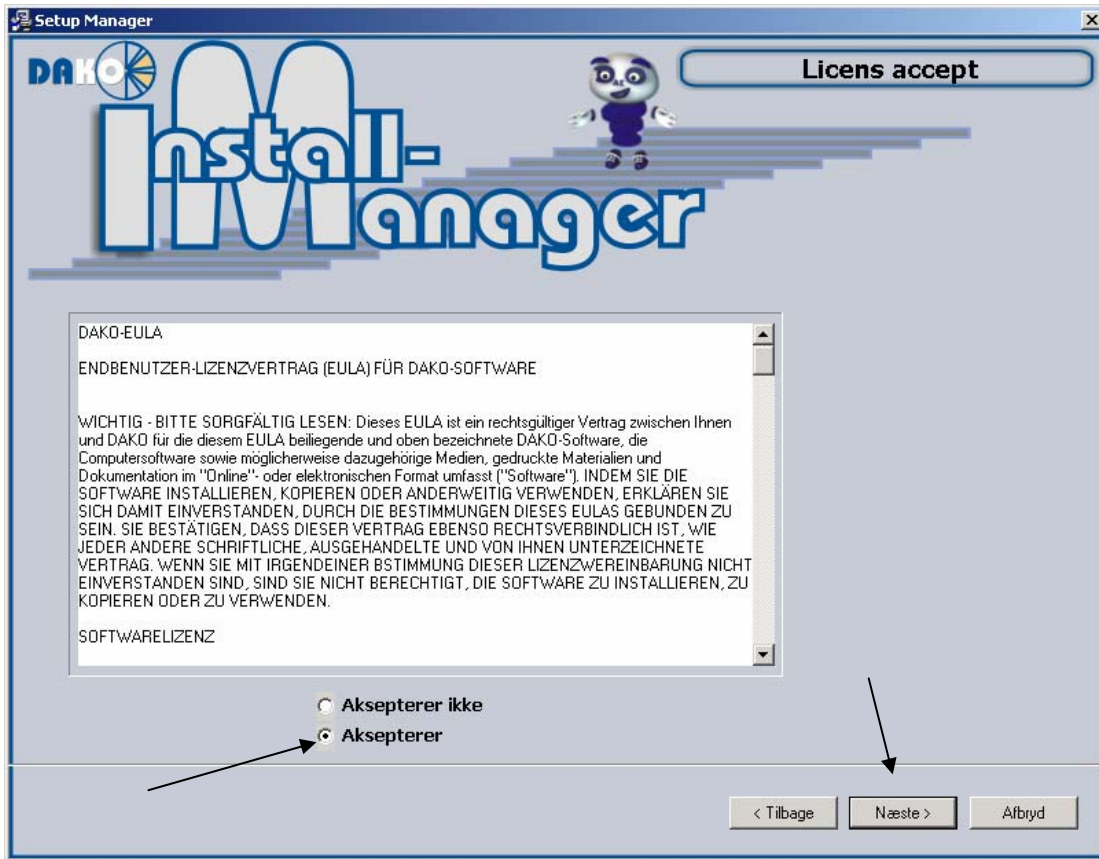 Setup Manager
DAKO
Install-
Manager
Licens accept
DAKO-EULA
ENDBENUTZER-LIZENZVERTRAG (EULA) FÜR DAKO-SOFTWARE
WICHTIG - BITTE SORGFÄLTIG LESEN: Dieses EULA ist ein rechtsgültiger Vertrag zwischen Ihnen
und DAKO für die diesem EULA beiliegende und oben bezeichnete DAKO-Software, die
Computersoftware sowie möglicherweise dazugehörige Medien, gedruckte Materialien und
Dokumentation im "Online"- oder elektronischen Format umfasst ("Software"). INDEM SIE DIE
SOFTWARE INSTALLIEREN, KOPIEREN ODER ANDERWEITIG VERWENDEN, ERKLÄREN SIE
SICH DAMIT EINVERSTANDEN, DURCH DIE BESTIMMUNGEN DIESES EULAS GEBUNDEN ZU
SEIN. SIE BESTÄTIGEN, DASS DIESER VERTRAG EBENSO RECHTSVERBINDLICH IST, WIE
JEDER ANDERE SCHRIFTLICHE, AUSGEHANDELTE UND VON IHNEN UNTERZEICHNETE
VERTRAG. WENN SIE MIT IRGENDEINER BSTIMMUNG DIESER LIZENZWEREINBARUNG NICHT
EINVERSTANDEN SIND, SIND SIE NICHT BERECHTIGT, DIE SOFTWARE ZU INSTALLIEREN, ZU
KOPIEREN ODER ZU VERWENDEN.
SOFTWARELIZENZ
Aksepterer ikke
Aksepterer
< Tilbage
Næste >
Afbryd